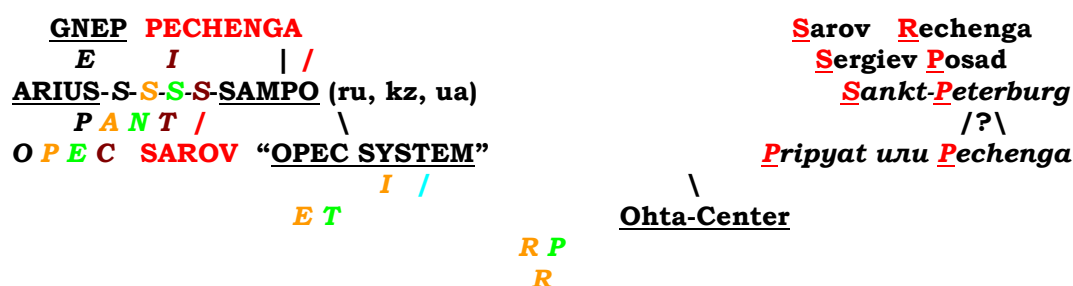 GNEP PECHENGA Sarov Rechenga
E I | / Sergiev Posad
ARIUS-S-S-S-S-SAMPO (ru, kz, ua) Sankt-Peterburg
P A N T / \ /?\
O P E C SAROV “OPEC SYSTEM” Pripyat или Pechenga
I / \
E T Ohta-Center
R P
R